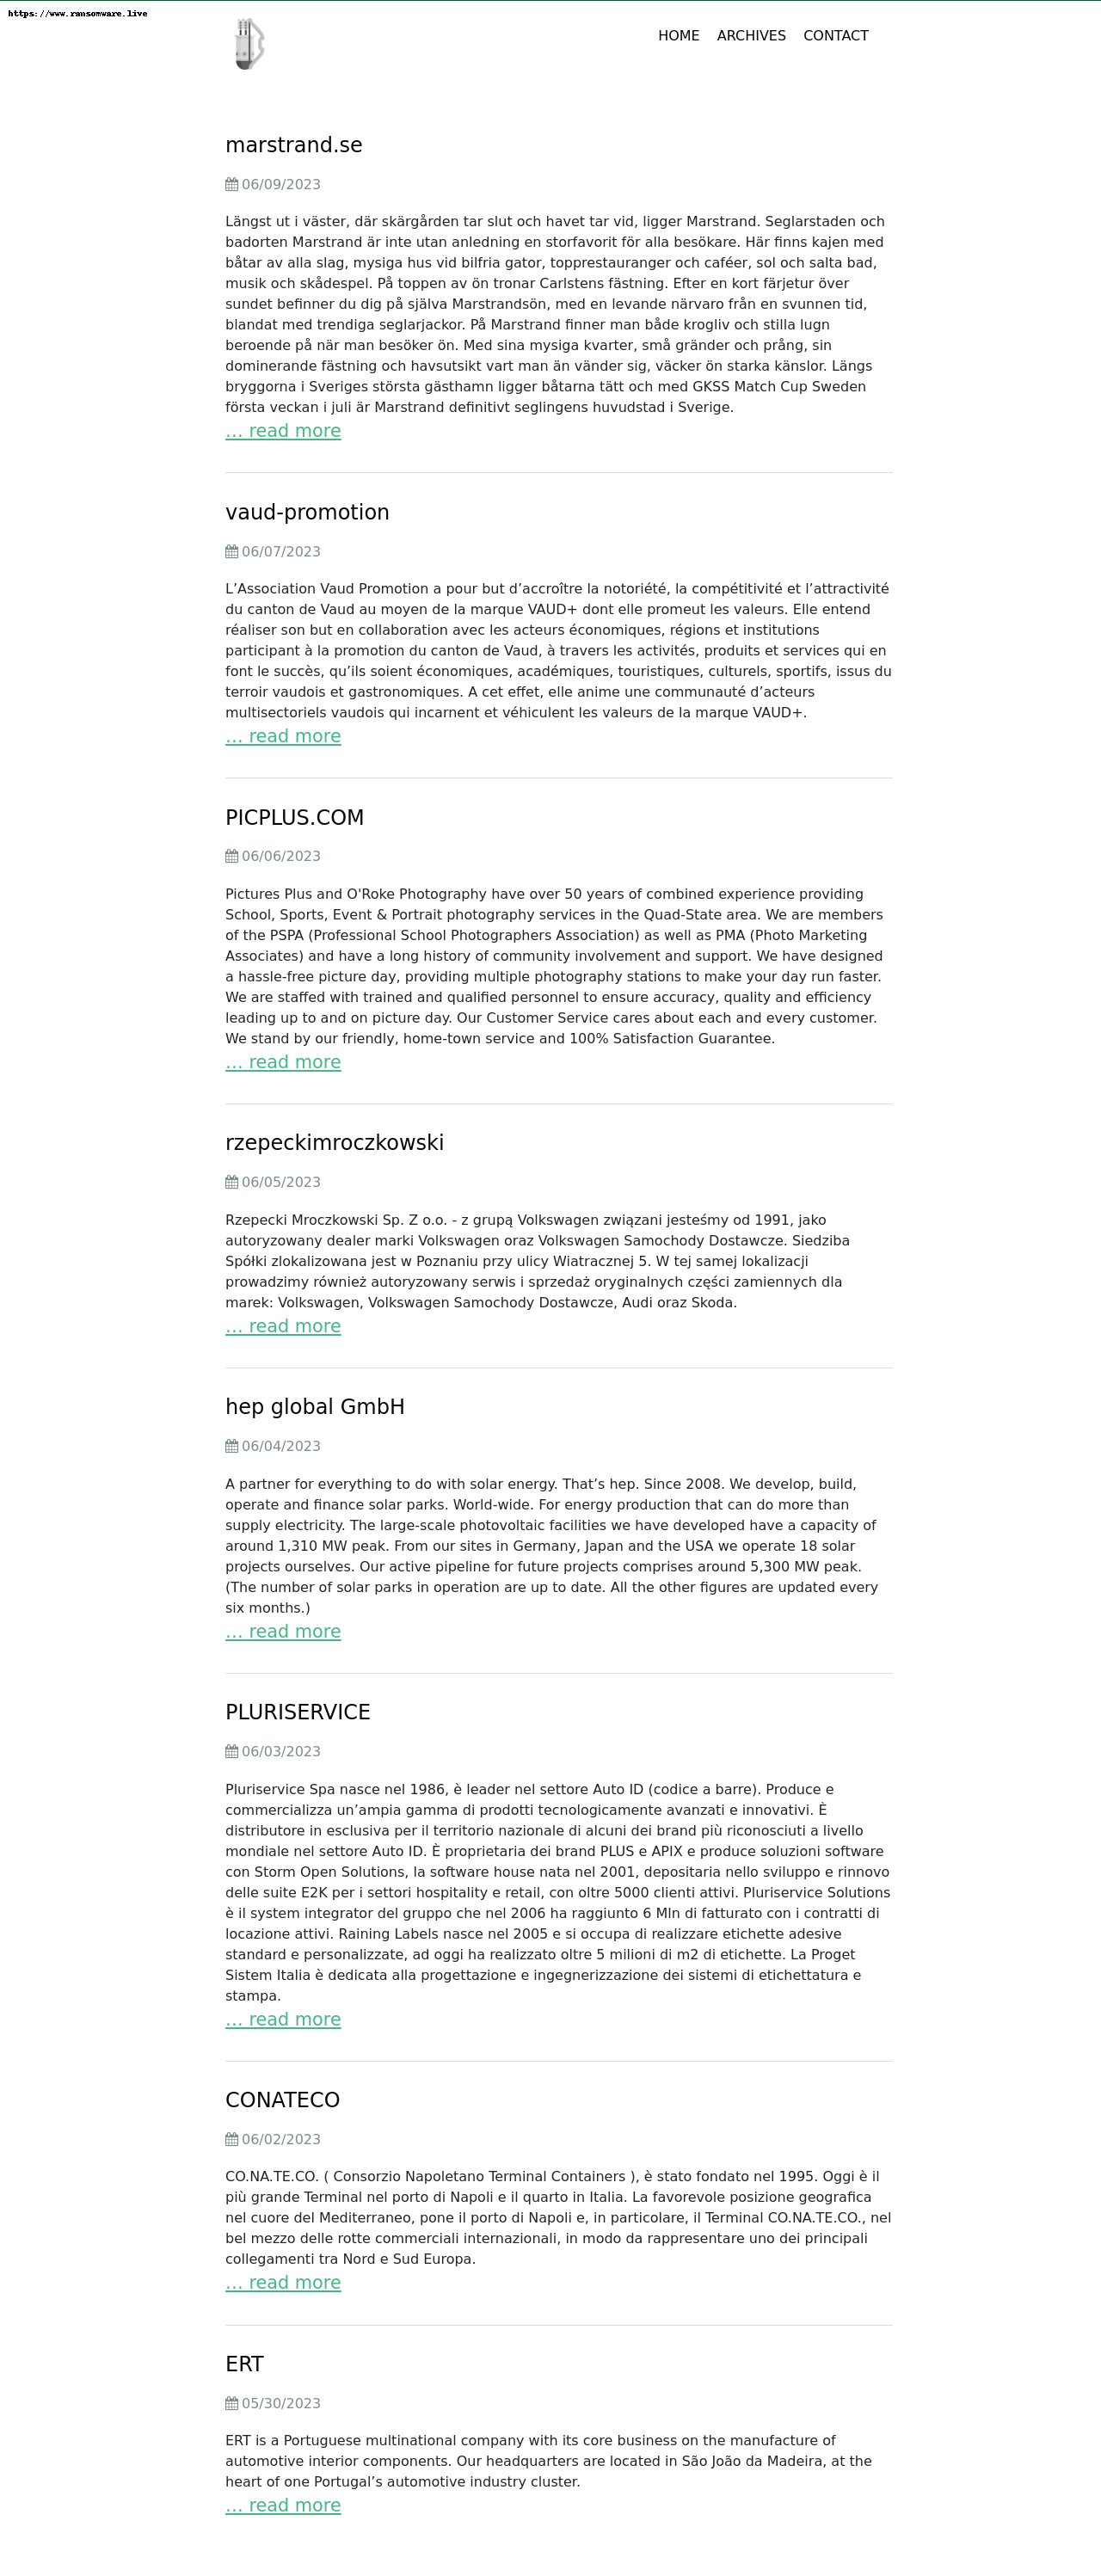 https://www.ransomware.live
HOME ARCHIVES CONTACT
marstrand.se
06/09/2023
Längst ut i väster, där skärgården tar slut och havet tar vid, ligger Marstrand. Seglarstaden och
badorten Marstrand är inte utan anledning en storfavorit för alla besökare. Här finns kajen med
båtar av alla slag, mysiga hus vid bilfria gator, topprestauranger och caféer, sol och salta bad,
musik och skådespel. På toppen av ön tronar Carlstens fästning. Efter en kort färjetur över
sundet befinner du dig på själva Marstrandsön, med en levande närvaro från en svunnen tid,
blandat med trendiga seglarjackor. På Marstrand finner man både krogliv och stilla lugn
beroende på när man besöker ön. Med sina mysiga kvarter, små gränder och prång, sin
dominerande fästning och havsutsikt vart man än vänder sig, väcker ön starka känslor. Längs
bryggorna i Sveriges största gästhamn ligger båtarna tätt och med GKSS Match Cup Sweden
första veckan i juli är Marstrand definitivt seglingens huvudstad i Sverige.
... read more
vaud-promotion
06/07/2023
L’Association Vaud Promotion a pour but d’accroître la notoriété, la compétitivité et l’attractivité
du canton de Vaud au moyen de la marque VAUD+ dont elle promeut les valeurs. Elle entend
réaliser son but en collaboration avec les acteurs économiques, régions et institutions
participant à la promotion du canton de Vaud, à travers les activités, produits et services qui en
font le succès, qu’ils soient économiques, académiques, touristiques, culturels, sportifs, issus du
terroir vaudois et gastronomiques. A cet effet, elle anime une communauté d’acteurs
multisectoriels vaudois qui incarnent et véhiculent les valeurs de la marque VAUD+.
... read more
PICPLUS.COM
06/06/2023
Pictures Plus and O'Roke Photography have over 50 years of combined experience providing
School, Sports, Event & Portrait photography services in the Quad-State area. We are members
of the PSPA (Professional School Photographers Association) as well as PMA (Photo Marketing
Associates) and have a long history of community involvement and support. We have designed
a hassle-free picture day, providing multiple photography stations to make your day run faster.
We are staffed with trained and qualified personnel to ensure accuracy, quality and efficiency
leading up to and on picture day. Our Customer Service cares about each and every customer.
We stand by our friendly, home-town service and 100% Satisfaction Guarantee.
... read more
rzepeckimroczkowski
06/05/2023
Rzepecki Mroczkowski Sp. Z o.o. - z grupą Volkswagen związani jesteśmy od 1991, jako
autoryzowany dealer marki Volkswagen oraz Volkswagen Samochody Dostawcze. Siedziba
Spółki zlokalizowana jest w Poznaniu przy ulicy Wiatracznej 5. W tej samej lokalizacji
prowadzimy również autoryzowany serwis i sprzedaż oryginalnych części zamiennych dla
marek: Volkswagen, Volkswagen Samochody Dostawcze, Audi oraz Skoda.
... read more
hep global GmbH
06/04/2023
A partner for everything to do with solar energy. That’s hep. Since 2008. We develop, build,
operate and finance solar parks. World-wide. For energy production that can do more than
supply electricity. The large-scale photovoltaic facilities we have developed have a capacity of
around 1,310 MW peak. From our sites in Germany, Japan and the USA we operate 18 solar
projects ourselves. Our active pipeline for future projects comprises around 5,300 MW peak.
(The number of solar parks in operation are up to date. All the other figures are updated every
six months.)
... read more
PLURISERVICE
06/03/2023
Pluriservice Spa nasce nel 1986, è leader nel settore Auto ID (codice a barre). Produce e
commercializza un’ampia gamma di prodotti tecnologicamente avanzati e innovativi. È
distributore in esclusiva per il territorio nazionale di alcuni dei brand più riconosciuti a livello
mondiale nel settore Auto ID. È proprietaria dei brand PLUS e APIX e produce soluzioni software
con Storm Open Solutions, la software house nata nel 2001, depositaria nello sviluppo e rinnovo
delle suite E2K per i settori hospitality e retail, con oltre 5000 clienti attivi. Pluriservice Solutions
è il system integrator del gruppo che nel 2006 ha raggiunto 6 Mln di fatturato con i contratti di
locazione attivi. Raining Labels nasce nel 2005 e si occupa di realizzare etichette adesive
standard e personalizzate, ad oggi ha realizzato oltre 5 milioni di m2 di etichette. La Proget
Sistem Italia è dedicata alla progettazione e ingegnerizzazione dei sistemi di etichettatura e
stampa.
... read more
CONATECO
06/02/2023
CO.NA.TE.CO. ( Consorzio Napoletano Terminal Containers ), è stato fondato nel 1995. Oggi è il
più grande Terminal nel porto di Napoli e il quarto in Italia. La favorevole posizione geografica
nel cuore del Mediterraneo, pone il porto di Napoli e, in particolare, il Terminal CO.NA.TE.CO., nel
bel mezzo delle rotte commerciali internazionali, in modo da rappresentare uno dei principali
collegamenti tra Nord e Sud Europa.
... read more
ERT
05/30/2023
ERT is a Portuguese multinational company with its core business on the manufacture of
automotive interior components. Our headquarters are located in São João da Madeira, at the
heart of one Portugal’s automotive industry cluster.
... read more